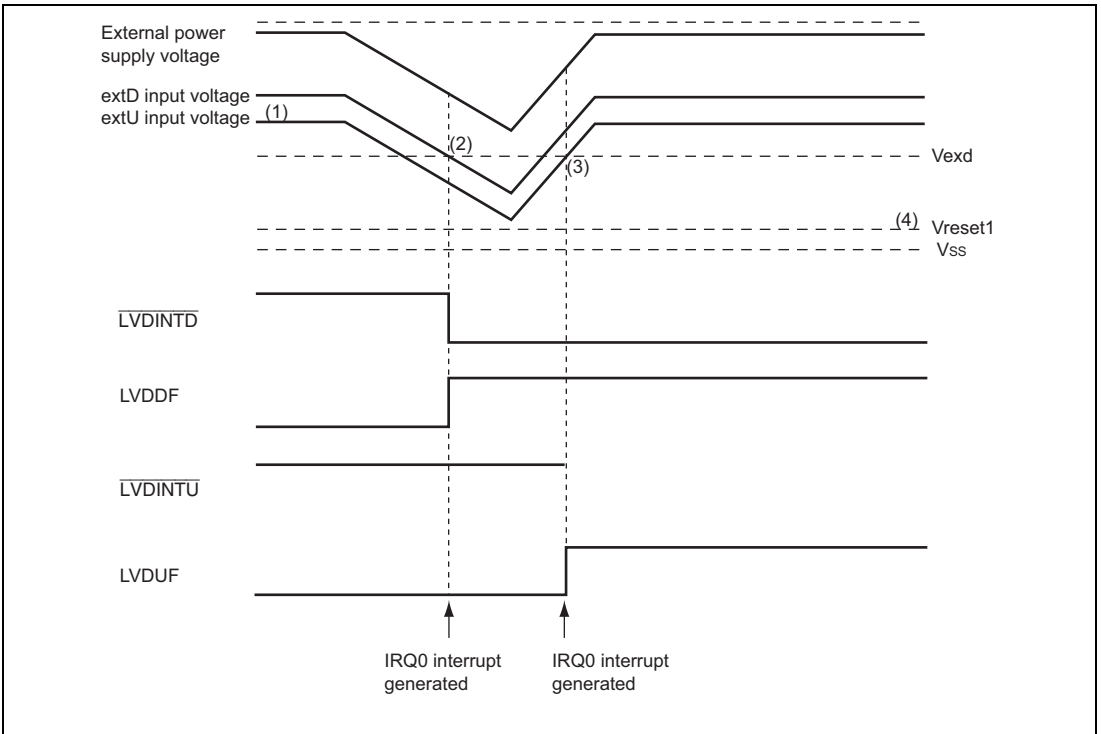 External power
supply voltage
extD input voltage
extU input voltage
(1)
(2)
(3)
Vexd
(4)
Vreset1
Vss
LVDINTD
LVDDF
LVDINTU
LVDUF
IRQ0 interrupt
generated
IRQ0 interrupt
generated